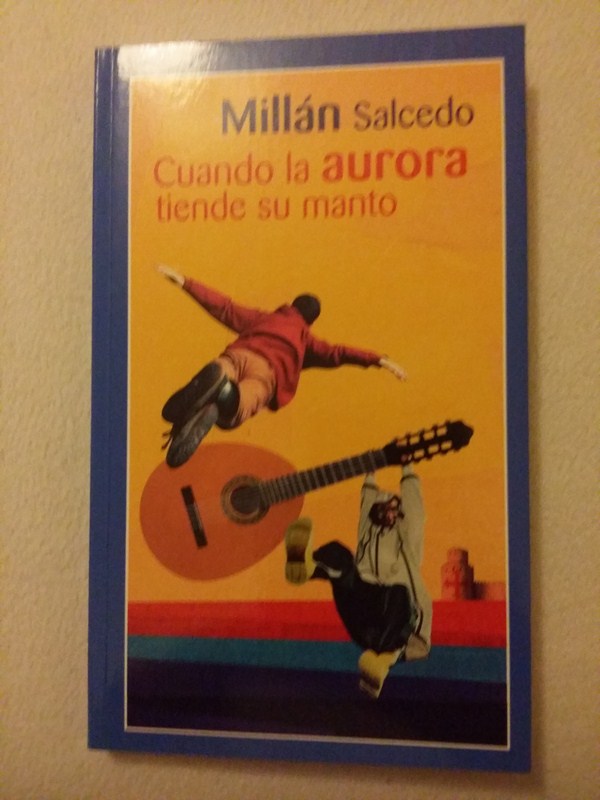 Millán Salcedo
Cuando la aurora
tiende su manto